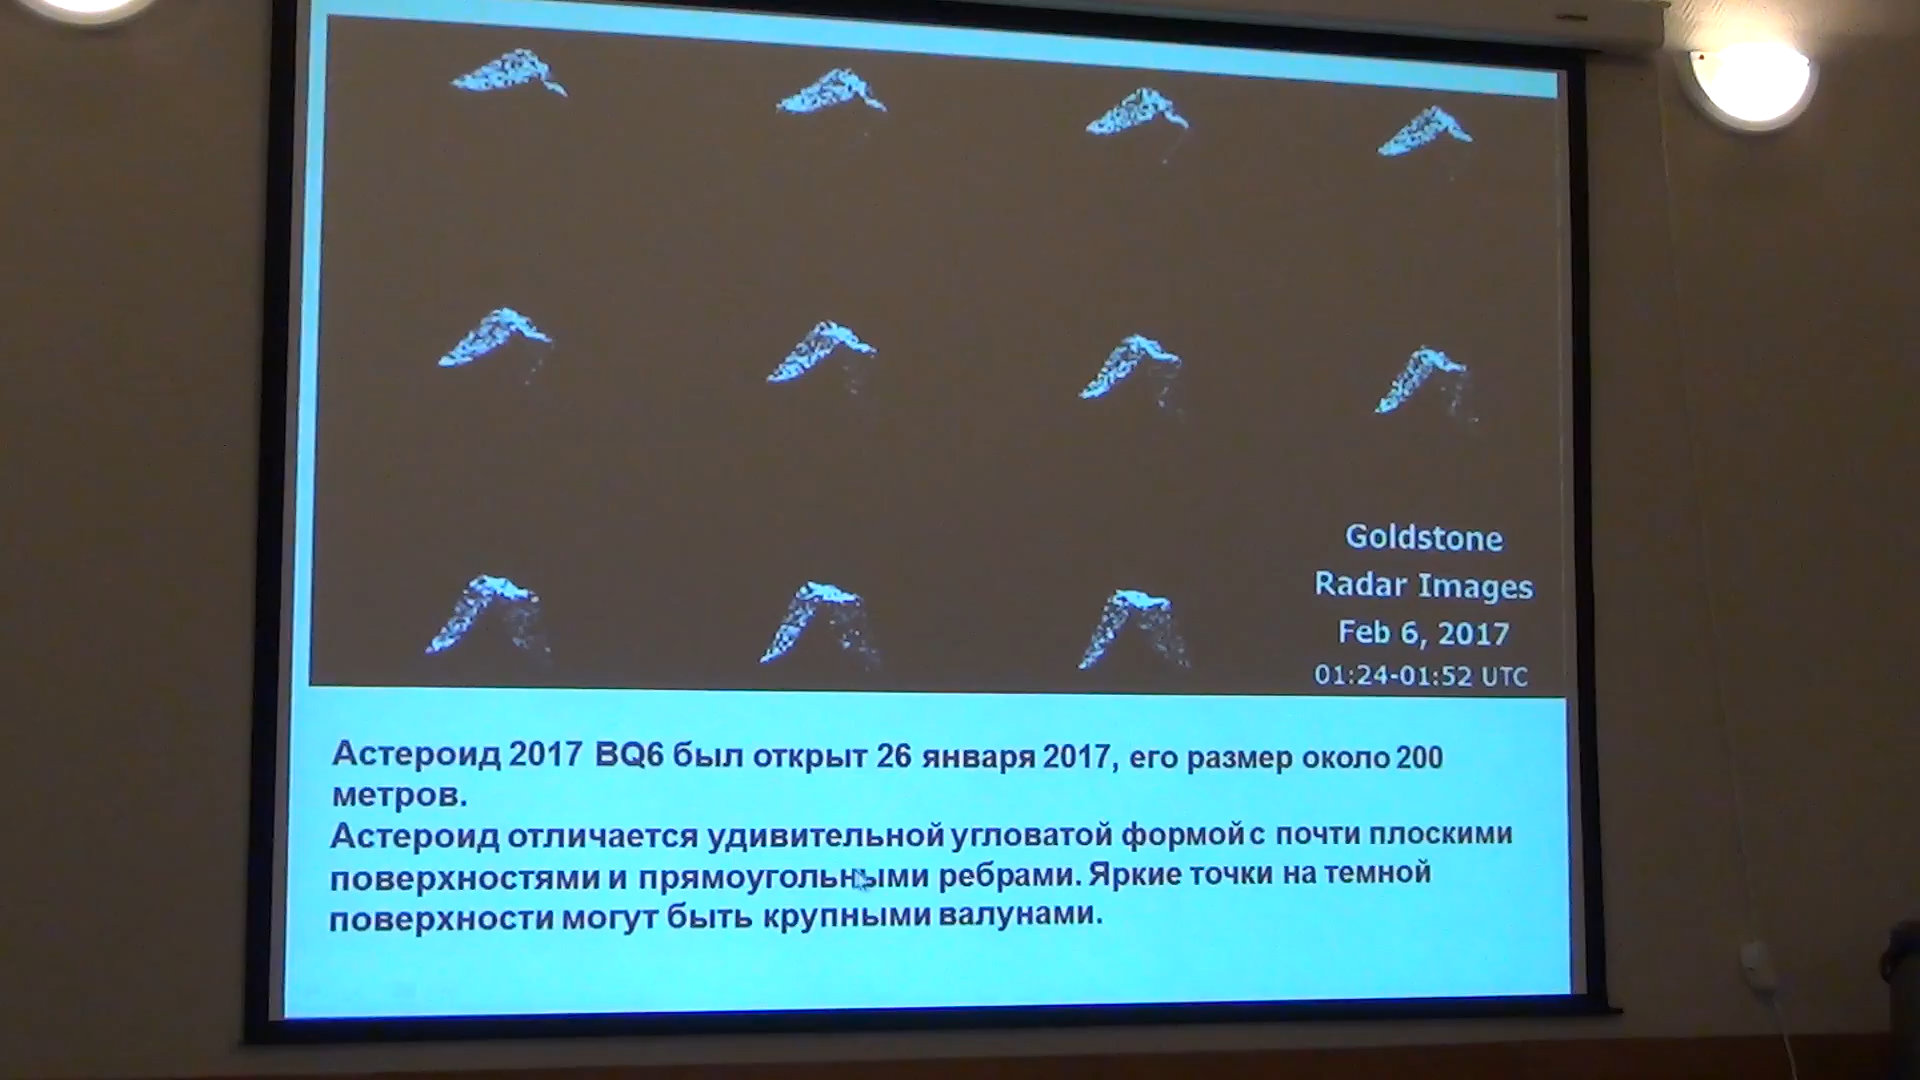 Goldstone
Radar Images
Feb 6, 2017
01:24-01:52 UTC
Астероид 2017 BQ6 был открыт 26 января 2017, его размер около 200
метров.
Астероид отличается удивительной угловатой формой с почти плоскими
поверхностями и прямоугольными ребрами. Яркие точки на темной
поверхности могут быть крупными валунами.